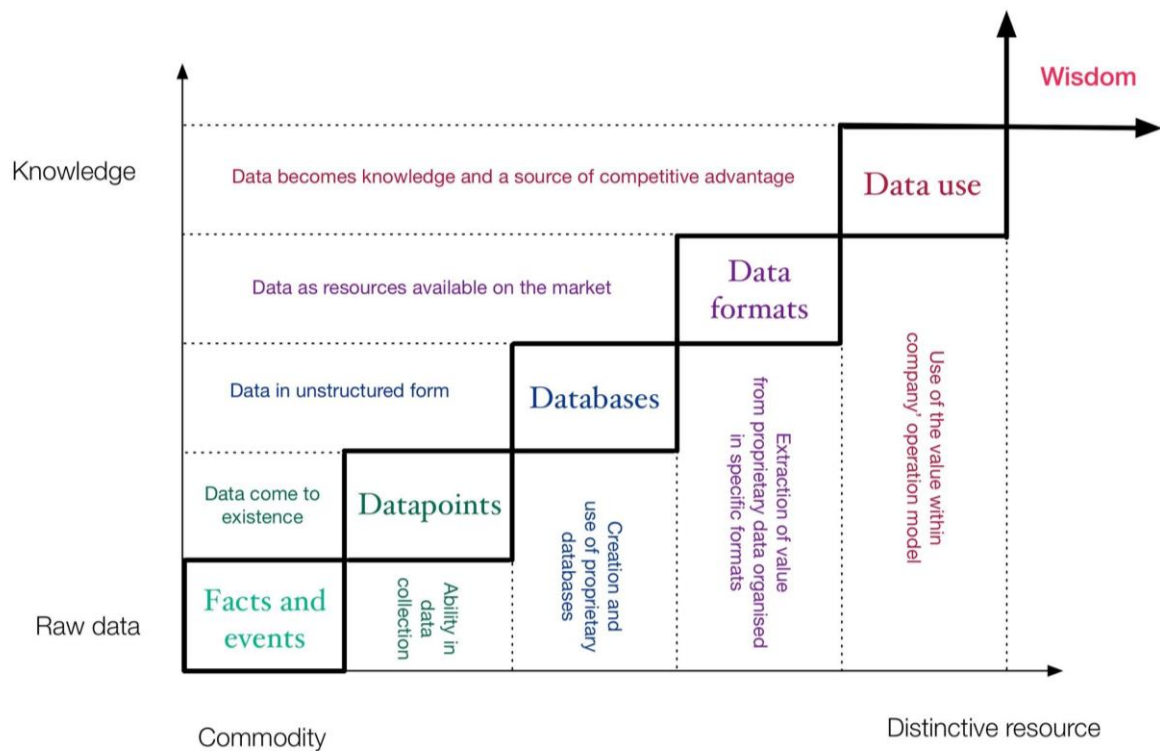 Wisdom
Knowledge
Data becomes knowledge and a source of competitive advantage
Data use
Data as resources available on the market
Data
formats
Data in unstructured form
Databases
Data come to
existence
Datapoints
Facts and
events
Raw data
Ability in
data
collection
Creation and
use of proprietary
databases
Extraction of value
from proprietary data organised
in specific formats
Use of the value within
company' operation model
Commodity
Distinctive resource